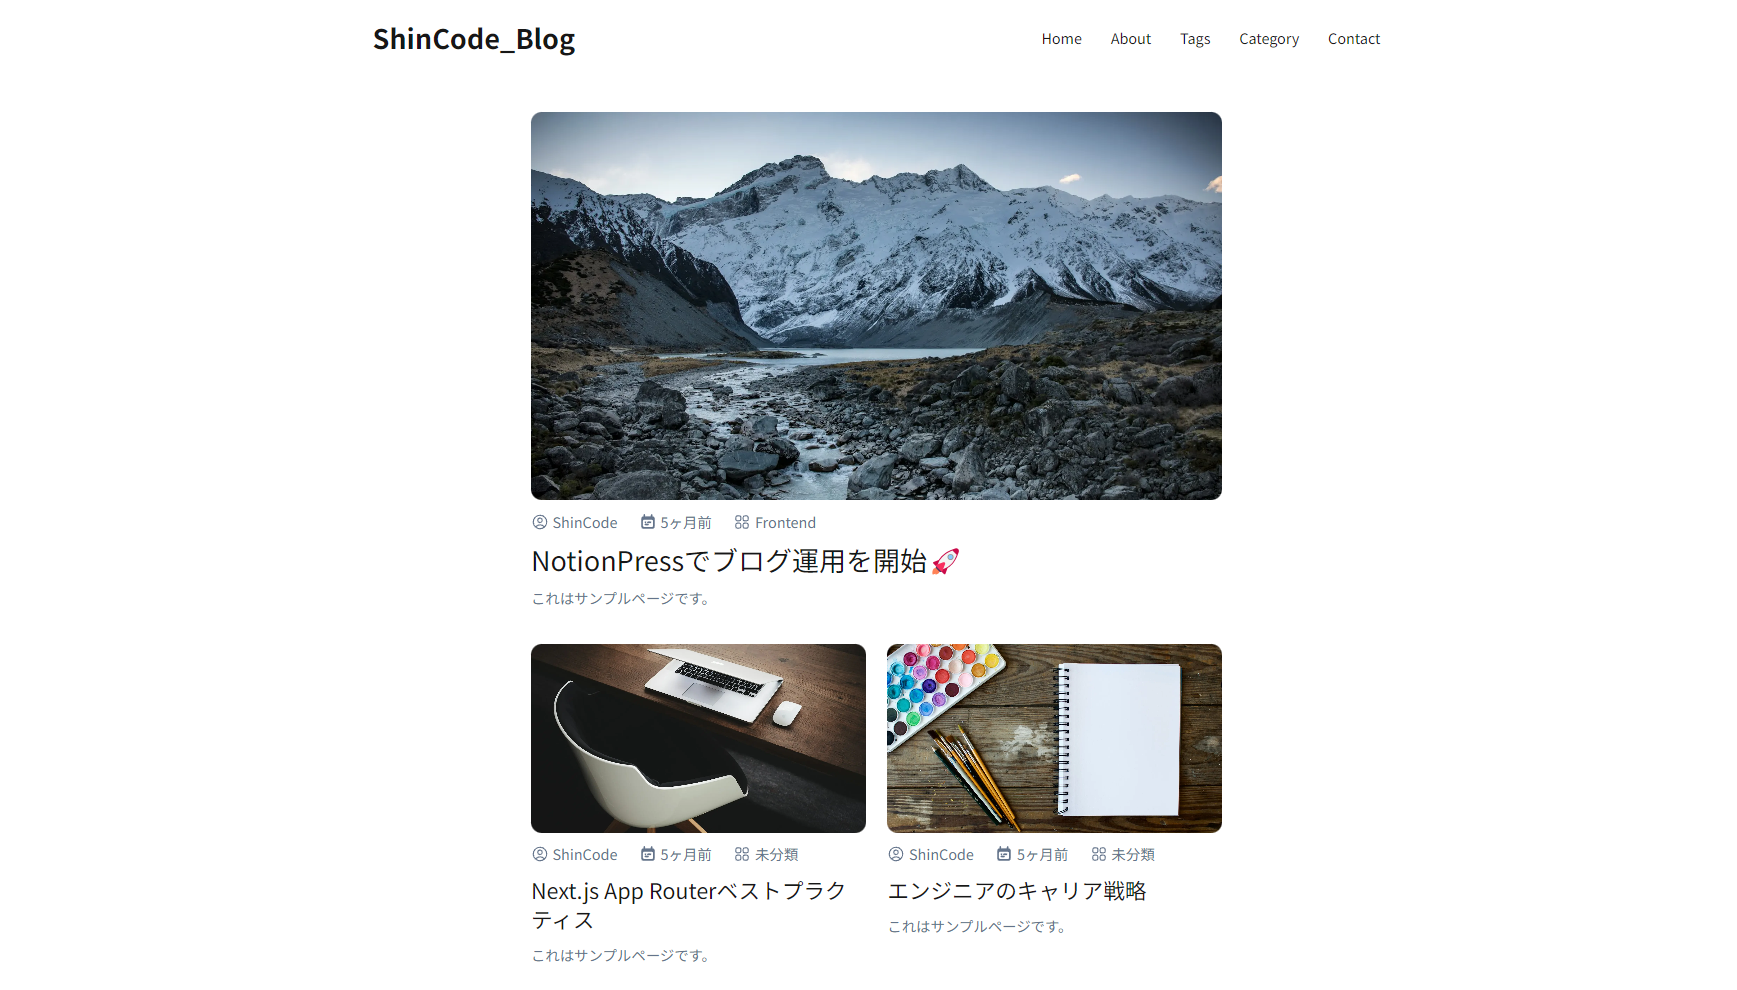 ShinCode_Blog
Home About Tags Category Contact
ShinCode 5ヶ月前 Frontend
NotionPressでブログ運用を開始🚀
これはサンプルページです。
ShinCode 5ヶ月前 未分類
Next.js App Routerベストプラク
ティス
これはサンプルページです。
ShinCode 5ヶ月前 未分類
エンジニアのキャリア戦略
これはサンプルページです。